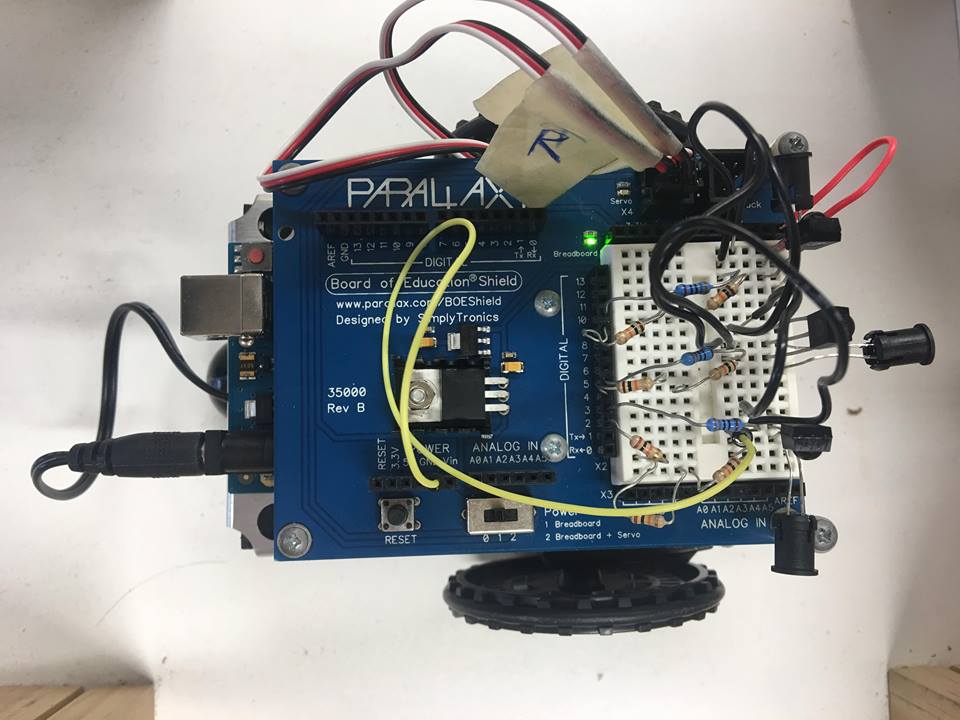 PARALLAX
R
Servo
X4
Breadboard
AREF
GND
13
12
11
10
9
7
6
4
3
2
1
0
Tx→
Rx←
DIGITAL
Board of Education® Shield
www.parallax.com/BOEShield
Designed by SimplyTronics
35000
Rev B
DIGITAL
13
12
11
10
8
7
6
5
4
3
2
Tx→ 1
Rx← 0
X2
RESET
3.3V
POWER
GND Vin
ANALOG IN
A0 A1 A2 A3 A4 A5
X3
A0 A1 A2 A3 A4 A5
AREF
ANALOG IN
RESET
0 1 2
Power
1 Breadboard
2 Breadboard + Servo